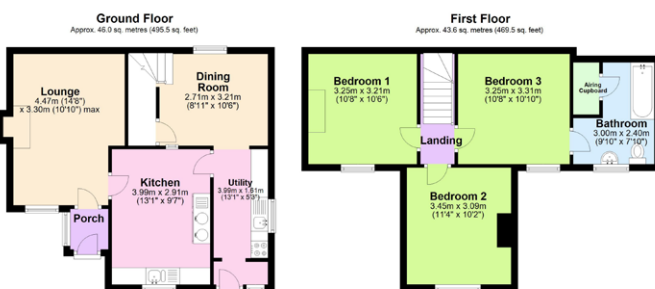 Ground Floor
Approx. 46.0 sq. metres (495.5 sq. feet)
Lounge
4.47m (14'8")
x 3.30m (10'10") max
Dining
Room
2.71m x 3.21m
(8'11" x 10'6")
Kitchen
3.99m x 2.91m
(13'1" x 9'7")
Utility
3.99m x 1.61m
(13'1" x 5'3")
Porch
First Floor
Approx. 43.6 sq. metres (469.5 sq. feet)
Bedroom 1
3.25m x 3.21m
(10'8" x 10'6")
Bedroom 3
3.25m x 3.31m
(10'8" x 10'10")
Airing
Cupboard
Bathroom
3.00m x 2.40m
(9'10" x 7'10")
Landing
Bedroom 2
3.45m x 3.09m
(11'4" x 10'2")